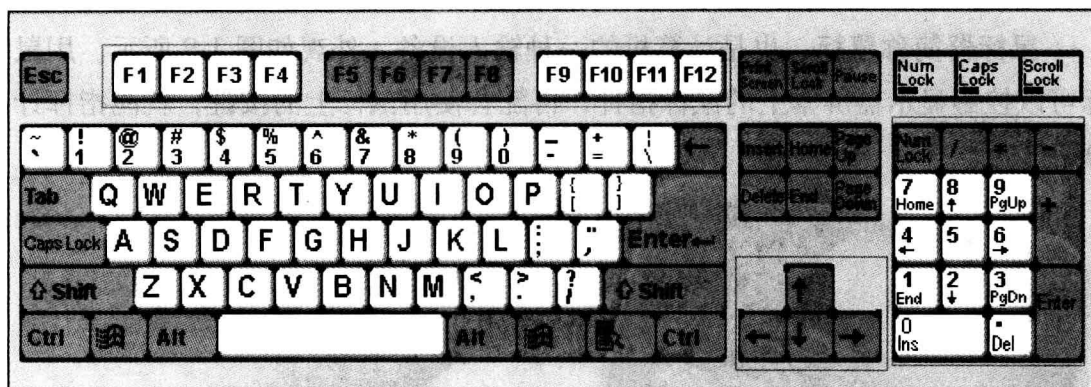 Esc F1 F2 F3 F4 F5 F6 F7 F8 F9 F10 F11 F12 Print Screen Scroll Lock Pause Num Lock Caps Lock Scroll Lock
~ ` ! 1 @ 2 # 3 $ 4 % 5 ^ 6 & 7 * 8 ( 9 ) 0 _ - + = ¦ \ ← Insert Home Page Up Num Lock / * -
Tab Q W E R T Y U I O P { [ } ] Delete End Page Down 7 Home 8 ↑ 9 PgUp +
Caps Lock A S D F G H J K L : ; " ' Enter ↵ 4 ← 5 6 →
⇧ Shift Z X C V B N M < , > . ? / ⇧ Shift ↑ 1 End 2 ↓ 3 PgDn Enter
Ctrl Alt Alt Ctrl ← ↓ → 0 Ins . Del